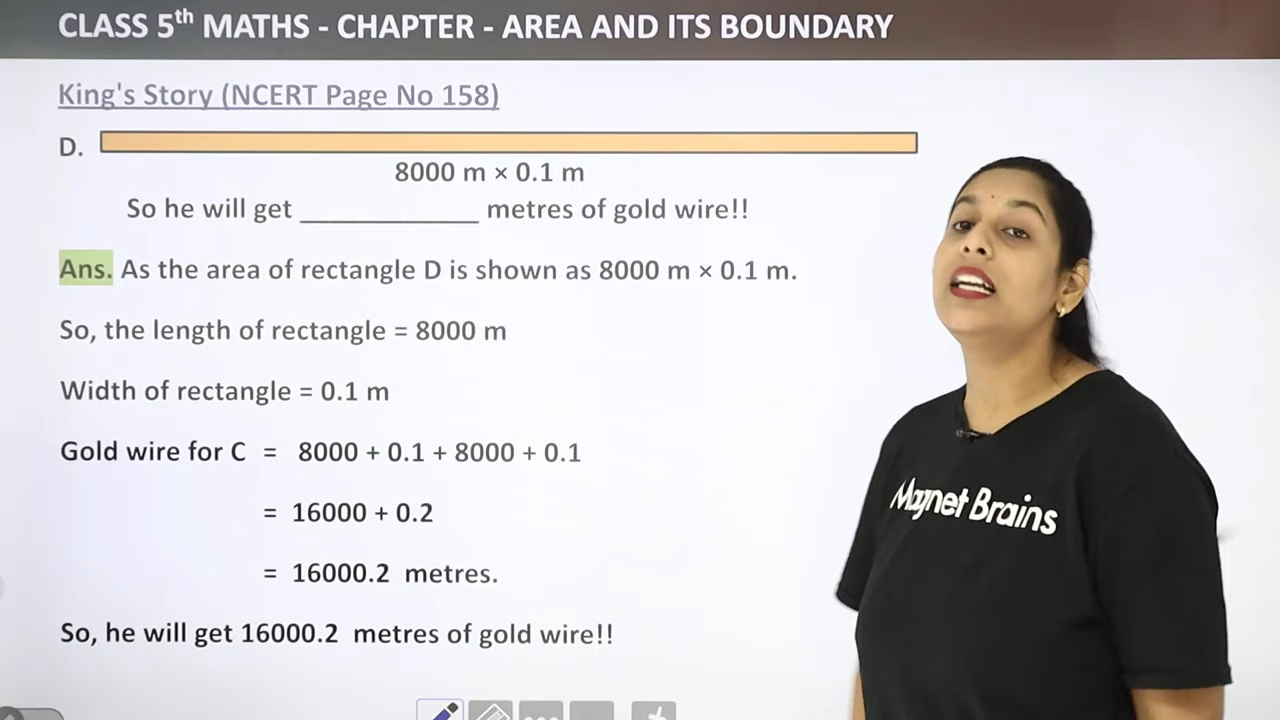 CLASS 5th MATHS - CHAPTER - AREA AND ITS BOUNDARY
King's Story (NCERT Page No 158)
D.
8000 m × 0.1 m
So he will get _____________ metres of gold wire!!
Ans. As the area of rectangle D is shown as 8000 m × 0.1 m.
So, the length of rectangle = 8000 m
Width of rectangle = 0.1 m
Gold wire for C = 8000 + 0.1 + 8000 + 0.1
= 16000 + 0.2
= 16000.2 metres.
So, he will get 16000.2 metres of gold wire!!
Magnet Brains